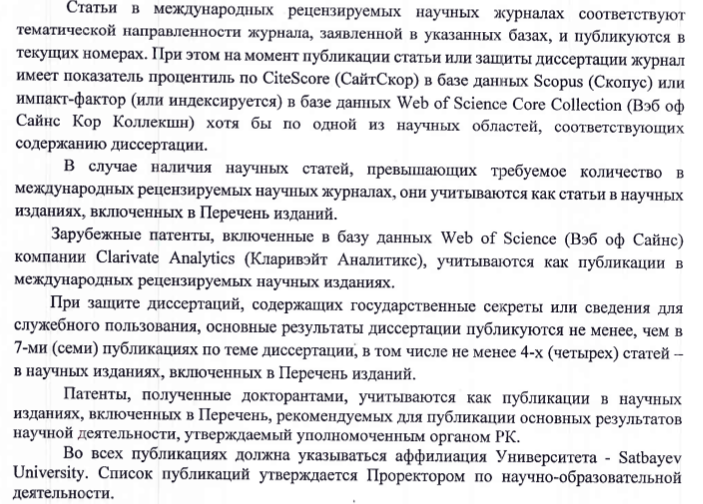 Статьи в международных рецензируемых научных журналах соответствуют
тематической направленности журнала, заявленной в указанных базах, и публикуются в
текущих номерах. При этом на момент публикации статьи или защиты диссертации журнал
имеет показатель процентиль по CiteScore (СайтСкор) в базе данных Scopus (Скопус) или
импакт-фактор (или индексируется) в базе данных Web of Science Core Collection (Вэб оф
Сайнс Кор Коллекшн) хотя бы по одной из научных областей, соответствующих
содержанию диссертации.
В случае наличия научных статей, превышающих требуемое количество в
международных рецензируемых научных журналах, они учитываются как статьи в научных
изданиях, включенных в Перечень изданий.
Зарубежные патенты, включенные в базу данных Web of Science (Вэб оф Сайнс)
компании Clarivate Analytics (Кларивэйт Аналитикс), учитываются как публикации в
международных рецензируемых научных изданиях.
При защите диссертаций, содержащих государственные секреты или сведения для
служебного пользования, основные результаты диссертации публикуются не менее, чем в
7-ми (семи) публикациях по теме диссертации, в том числе не менее 4-х (четырех) статей –
в научных изданиях, включенных в Перечень изданий.
Патенты, полученные докторантами, учитываются как публикации в научных
изданиях, включенных в Перечень, рекомендуемых для публикации основных результатов
научной деятельности, утверждаемый уполномоченным органом РК.
Во всех публикациях должна указываться аффилиация Университета - Satbayev
University. Список публикаций утверждается Проректором по научно-образовательной
деятельности.